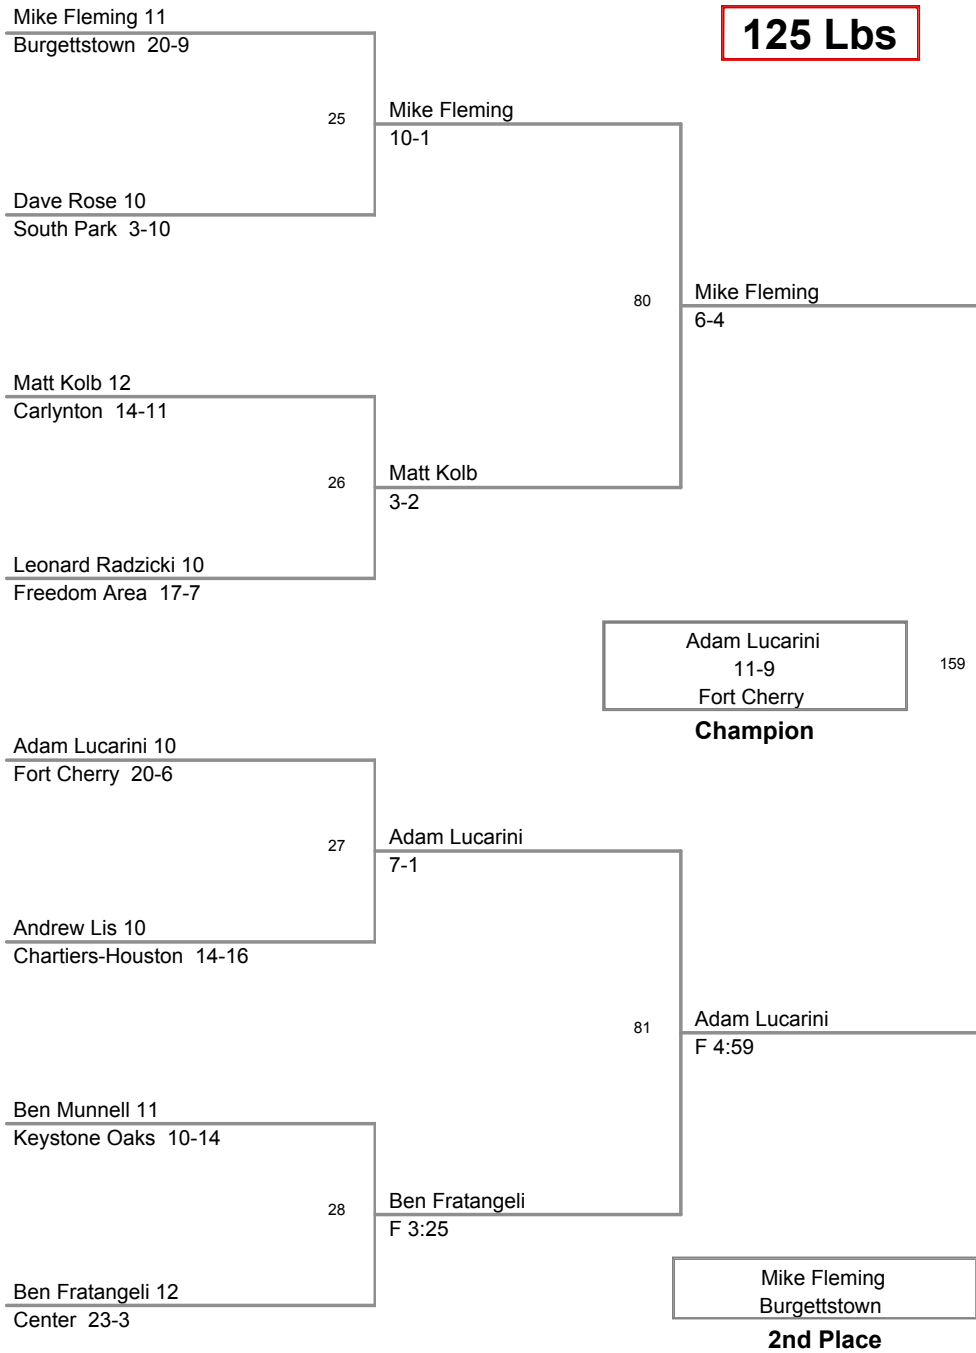 Mike Fleming 11
125 Lbs
Burgettstown 20-9
25
Mike Fleming
10-1
Dave Rose 10
South Park 3-10
80
Mike Fleming
6-4
Matt Kolb 12
Carlynton 14-11
26
Matt Kolb
3-2
Leonard Radzicki 10
Freedom Area 17-7
Adam Lucarini
11-9
Fort Cherry
159
Champion
Adam Lucarini 10
Fort Cherry 20-6
27
Adam Lucarini
7-1
Andrew Lis 10
Chartiers-Houston 14-16
81
Adam Lucarini
F 4:59
Ben Munnell 11
Keystone Oaks 10-14
28
Ben Fratangeli
F 3:25
Ben Fratangeli 12
Center 23-3
Mike Fleming
Burgettstown
2nd Place